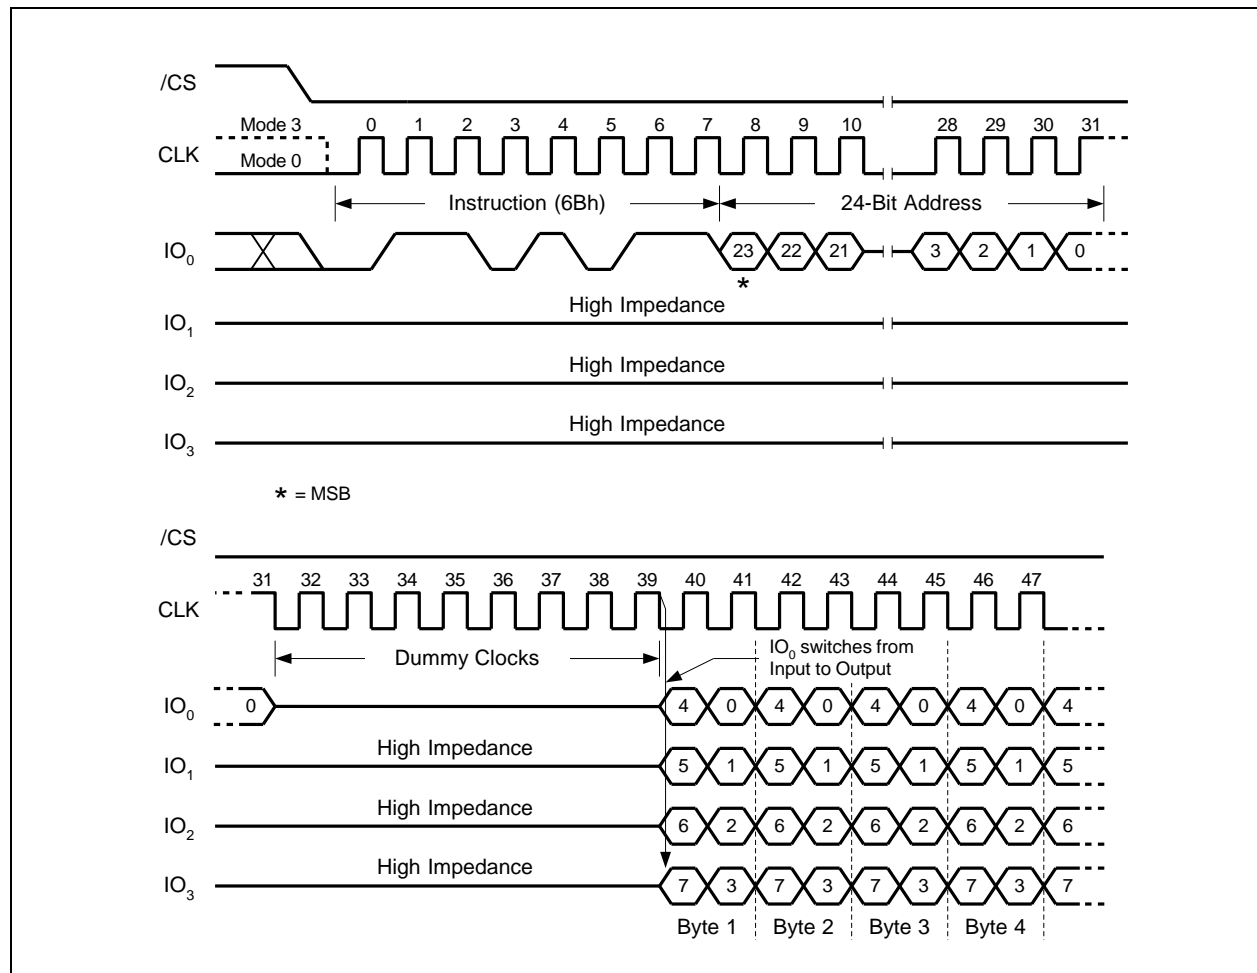 /CS
Mode 3 0 1 2 3 4 5 6 7 8 9 10 28 29 30 31
CLK
Mode 0
Instruction (6Bh) 24-Bit Address
IO0 23 22 21 3 2 1 0
*
High Impedance
IO1
High Impedance
IO2
High Impedance
IO3
* = MSB
/CS
31 32 33 34 35 36 37 38 39 40 41 42 43 44 45 46 47
CLK
Dummy Clocks
IO0 switches from
Input to Output
IO0 0 4 0 4 0 4 0 4 0 4
High Impedance
IO1 5 1 5 1 5 1 5 1 5
High Impedance
IO2 6 2 6 2 6 2 6 2 6
High Impedance
IO3 7 3 7 3 7 3 7 3 7
Byte 1 Byte 2 Byte 3 Byte 4